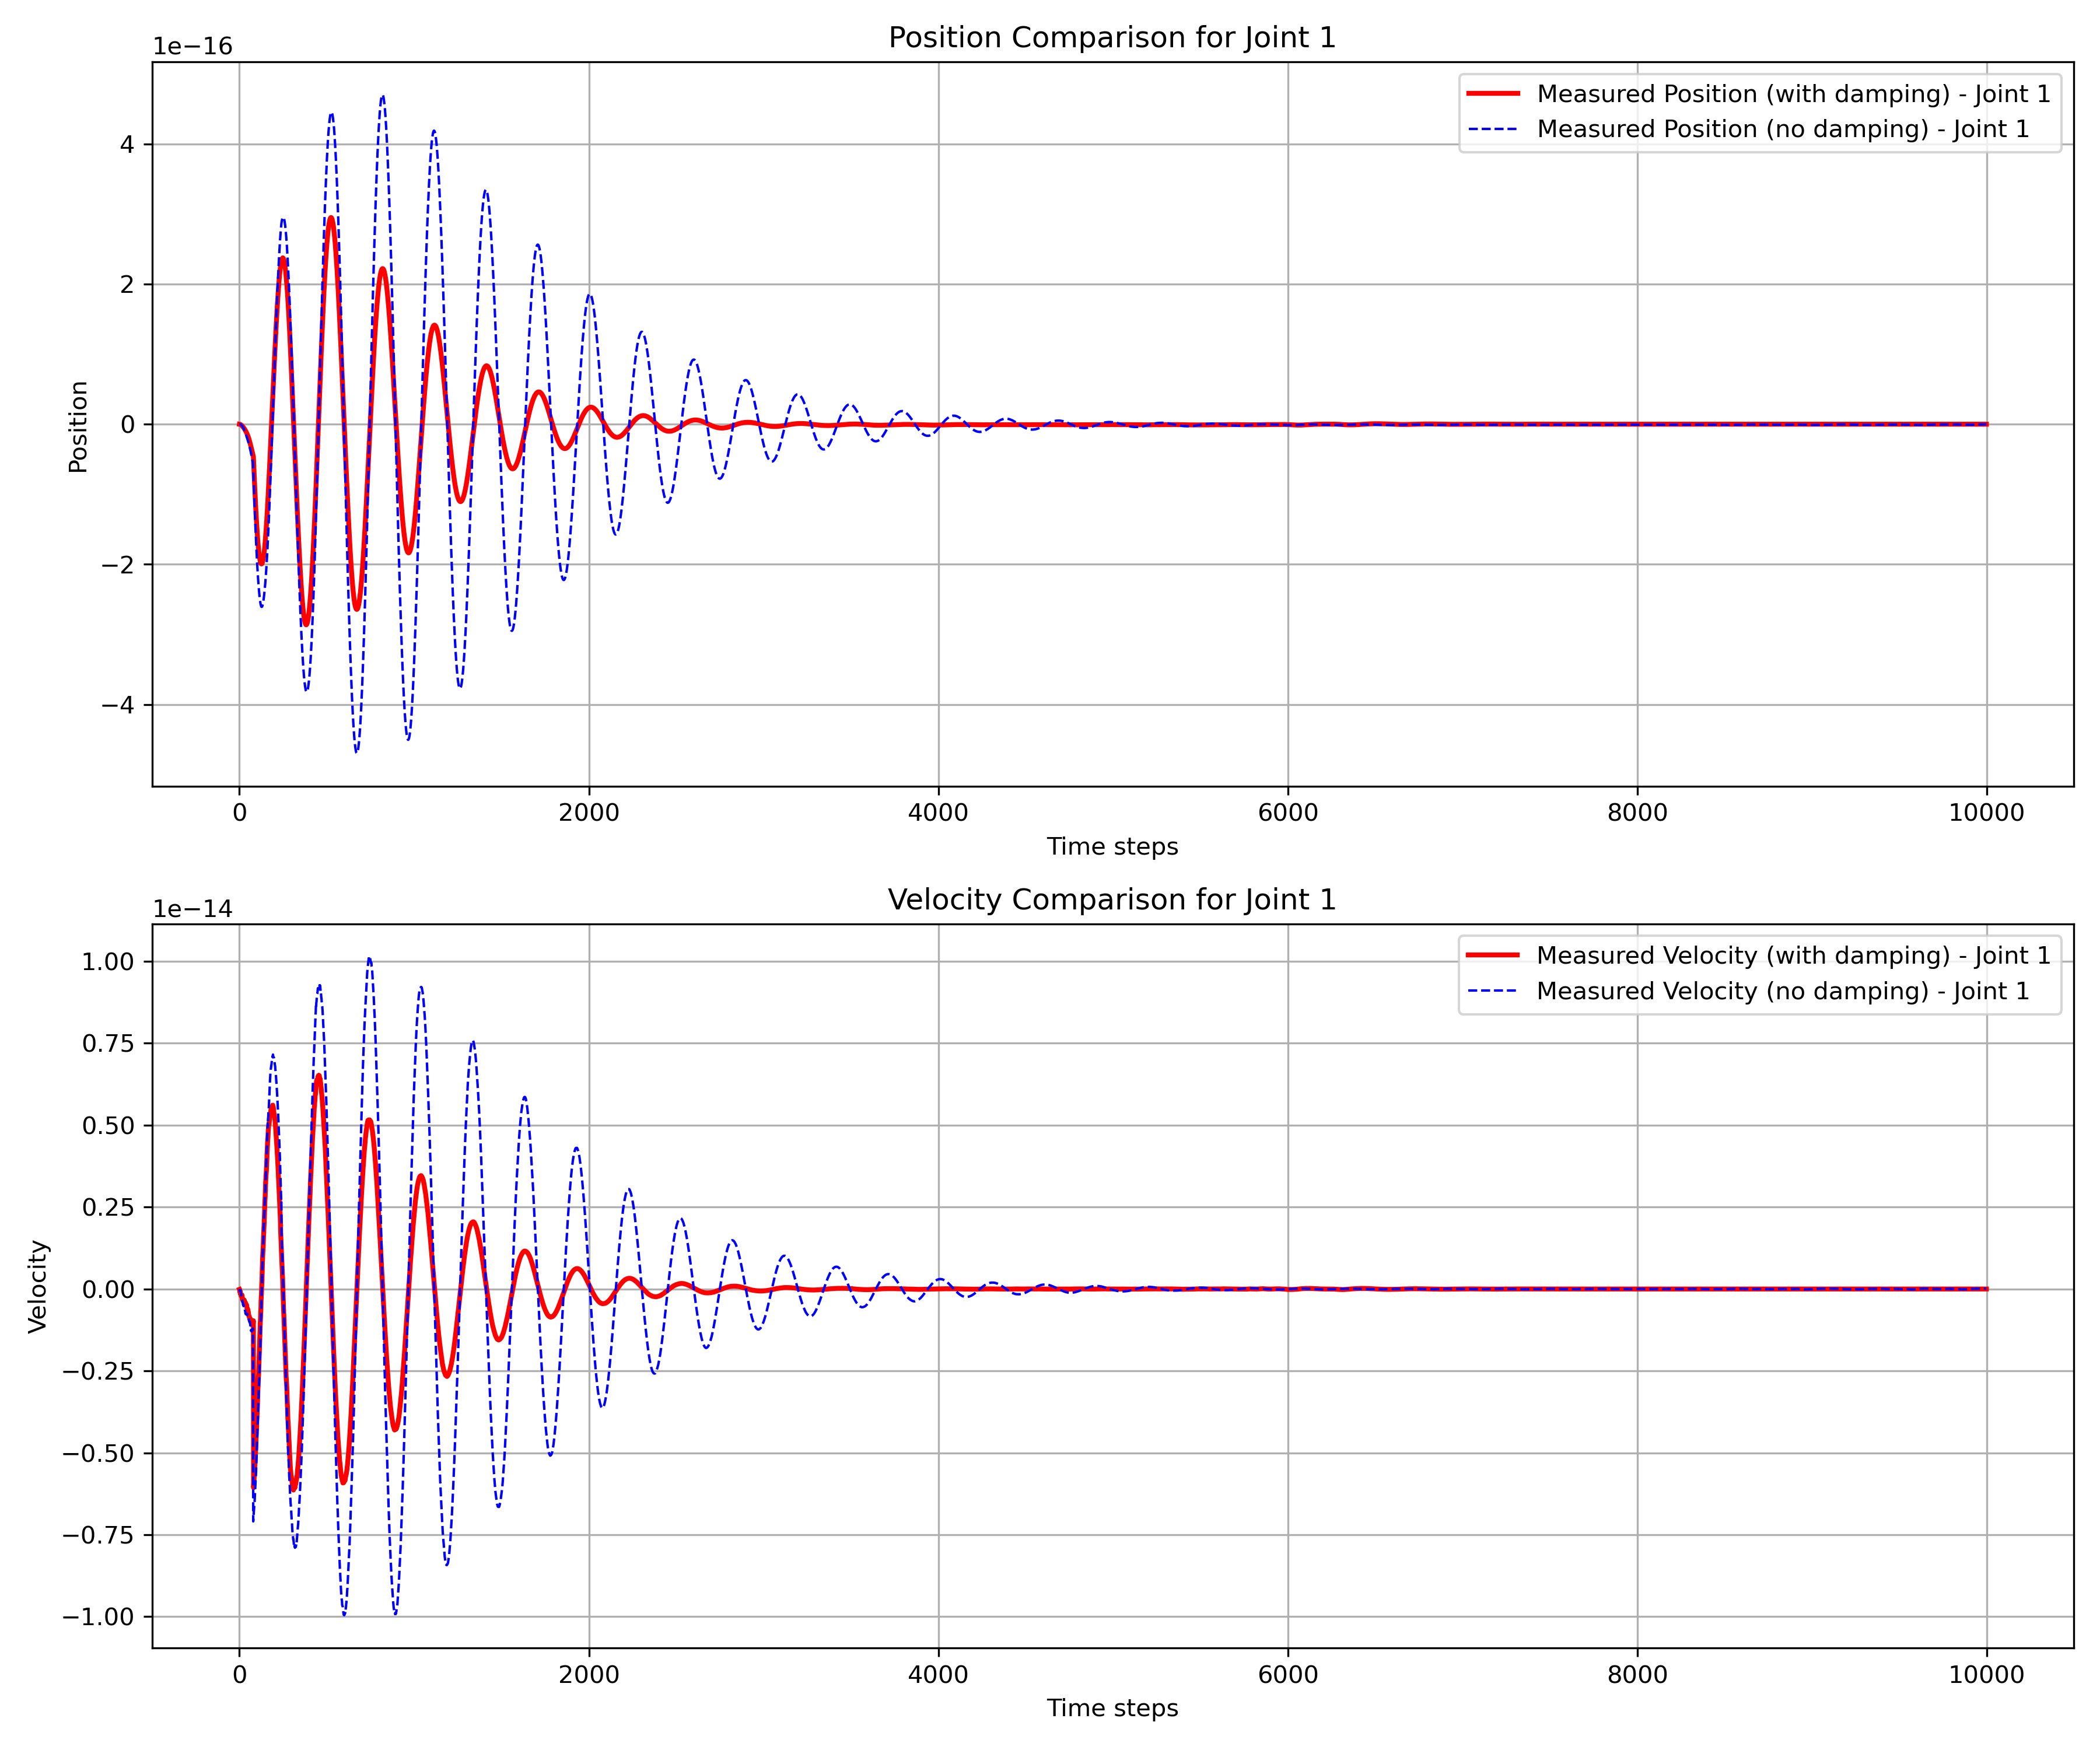 Position Comparison for Joint 1
1e−16
Measured Position (with damping) - Joint 1
Measured Position (no damping) - Joint 1
4
2
0
−2
−4
Position
0 2000 4000 6000 8000 10000
Time steps
Velocity Comparison for Joint 1
1e−14
Measured Velocity (with damping) - Joint 1
Measured Velocity (no damping) - Joint 1
1.00
0.75
0.50
0.25
0.00
−0.25
−0.50
−0.75
−1.00
Velocity
0 2000 4000 6000 8000 10000
Time steps